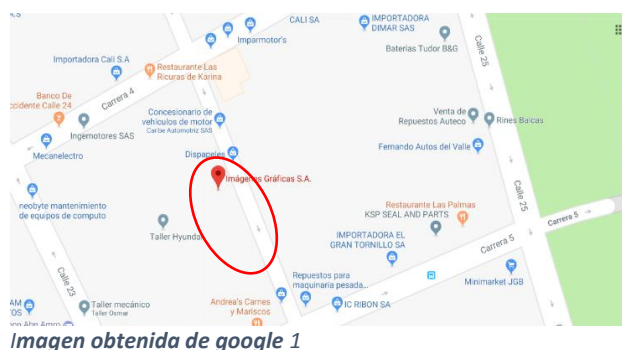 CALI SA
Imparmotor's
IMPORTADORA
DIMAR SAS
Baterias Tudor B&G
Calle 25
Importadora Cali S.A
Restaurante Las
Ricuras de Karina
Banco De
ccidente Calle 24
Carrera 4
Ingemotores SAS
Mecanelectro
Concesionario de
vehiculos de motor
Caribe Automotriz SAS
Dispapeles
Venta de
Repuestos Auteco
Rines Balcas
Fernando Autos del Valle
Imágenes Gráficas S.A.
neobyte mantenimiento
de equipos de computo
Taller Hyundai
Restaurante Las Palmas
KSP SEAL AND PARTS
Calle 25
Carrera 5
IMPORTADORA EL
GRAN TORNILLO SA
Carrera 5
Calle 23
Repuestos para
maquinaria pesada...
Minimarket JGB
Taller mecánico
Taller Osmar
Andrea's Carnes
y Mariscos
IC RIBON SA
Imagen obtenida de google 1